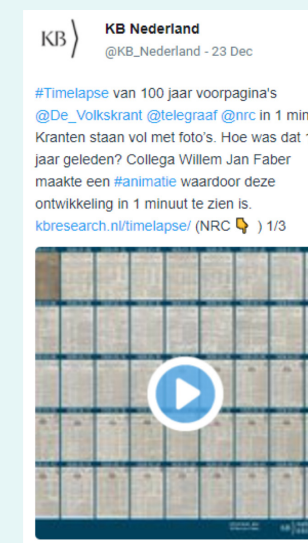 KB
KB Nederland
@KB_Nederland - 23 Dec
#Timelapse van 100 jaar voorpagina's
@De_Volkskrant @telegraaf @nrc in 1 min
Kranten staan vol met foto's. Hoe was dat 1
jaar geleden? Collega Willem Jan Faber
maakte een #animatie waardoor deze
ontwikkeling in 1 minuut te zien is.
kbresearch.nl/timelapse/ (NRC 👇 ) 1/3